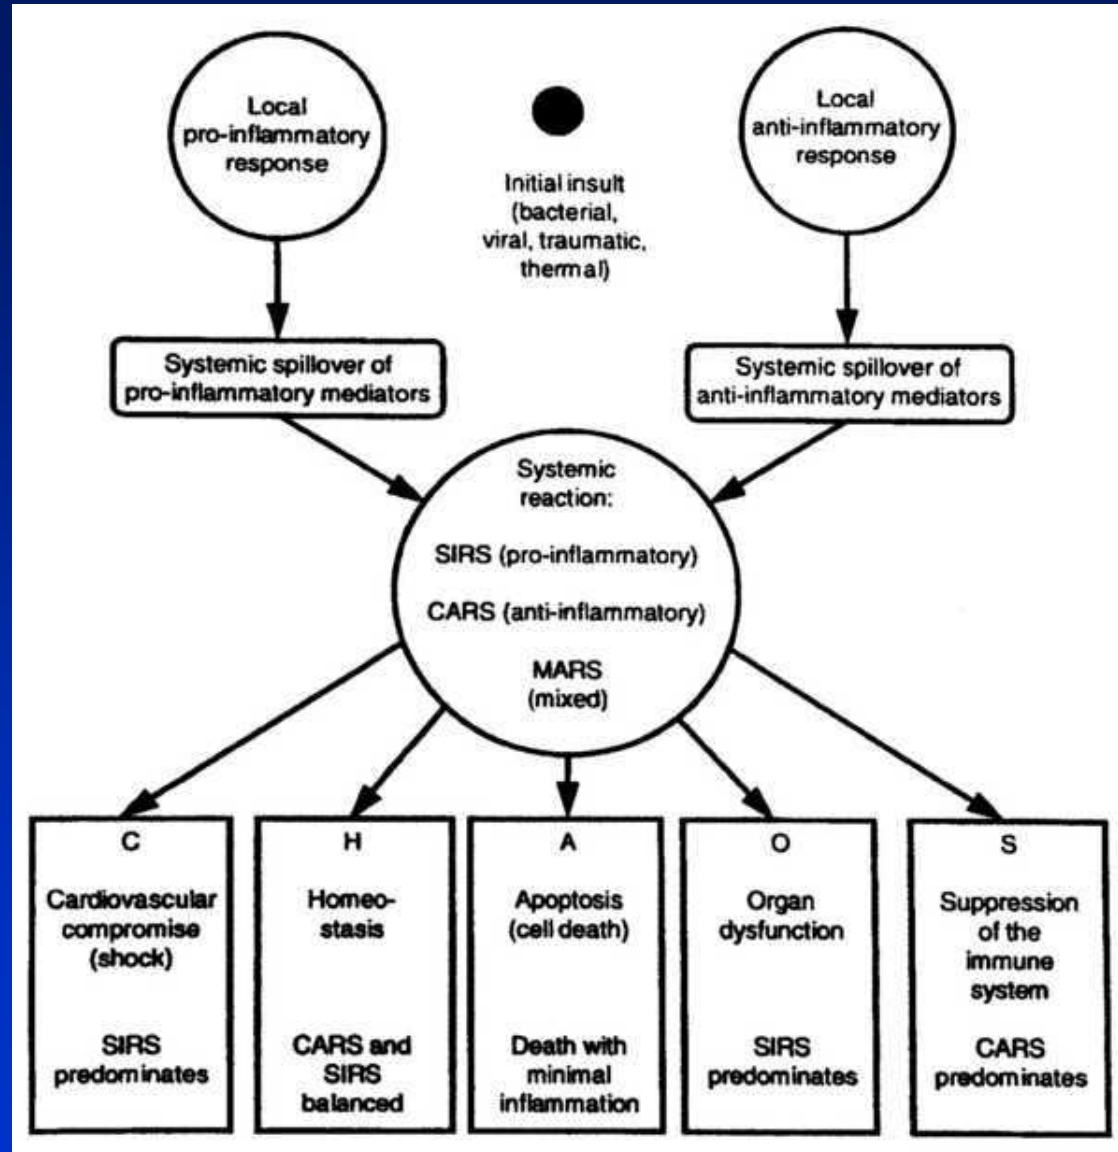 Local
pro-inflammatory
response
Initial insult
(bacterial,
viral, traumatic,
thermal)
Local
anti-inflammatory
response
Systemic spillover of
pro-inflammatory mediators
Systemic spillover of
anti-inflammatory mediators
Systemic
reaction:
SIRS (pro-inflammatory)
CARS (anti-inflammatory)
MARS
(mixed)
C
Cardiovascular
compromise
(shock)
SIRS
predominates
H
Homeo-
stasis
CARS and
SIRS
balanced
A
Apoptosis
(cell death)
Death with
minimal
inflammation
O
Organ
dysfunction
SIRS
predominates
S
Suppression
of the
immune
system
CARS
predominates